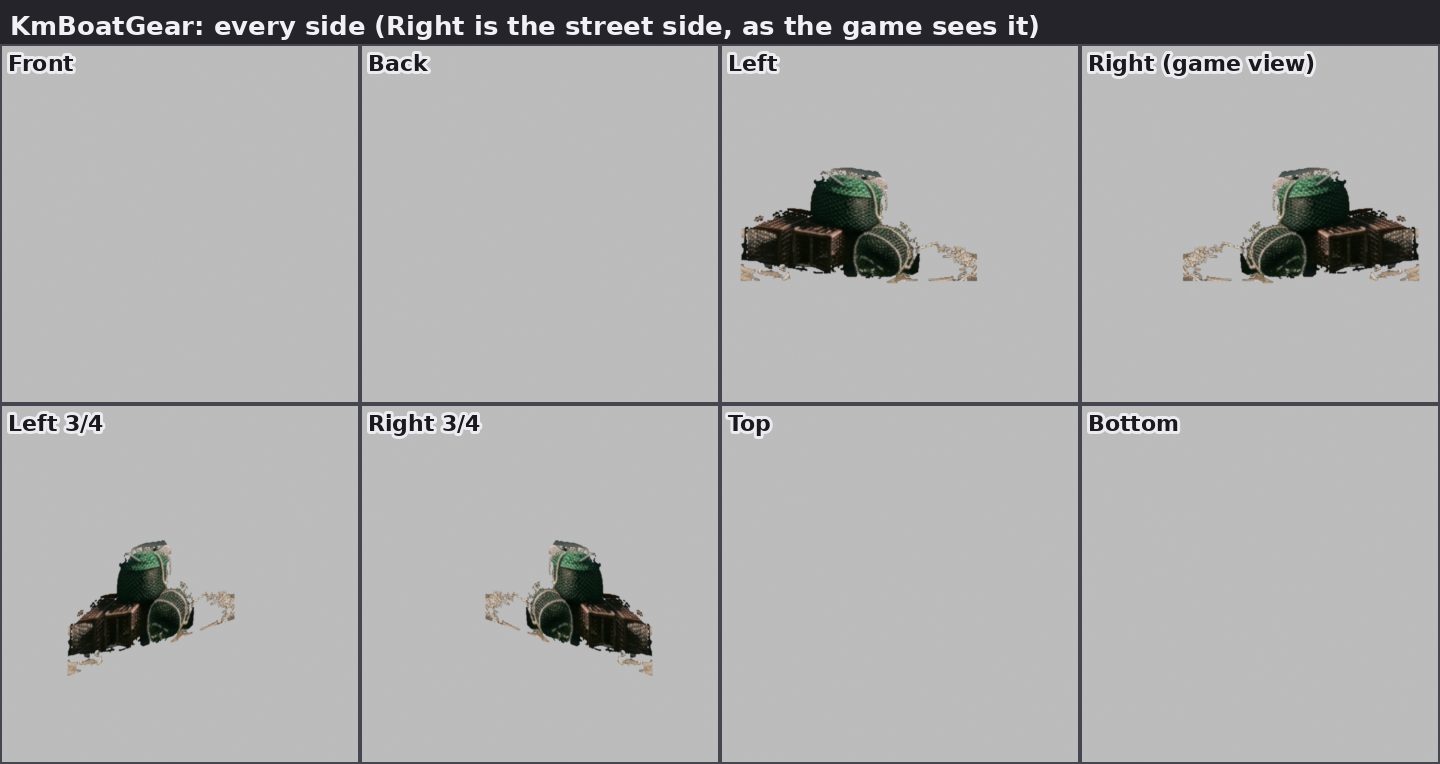 KmBoatGear: every side (Right is the street side, as the game sees it)
Front
Back
Left
Right (game view)
Left 3/4
Right 3/4
Top
Bottom